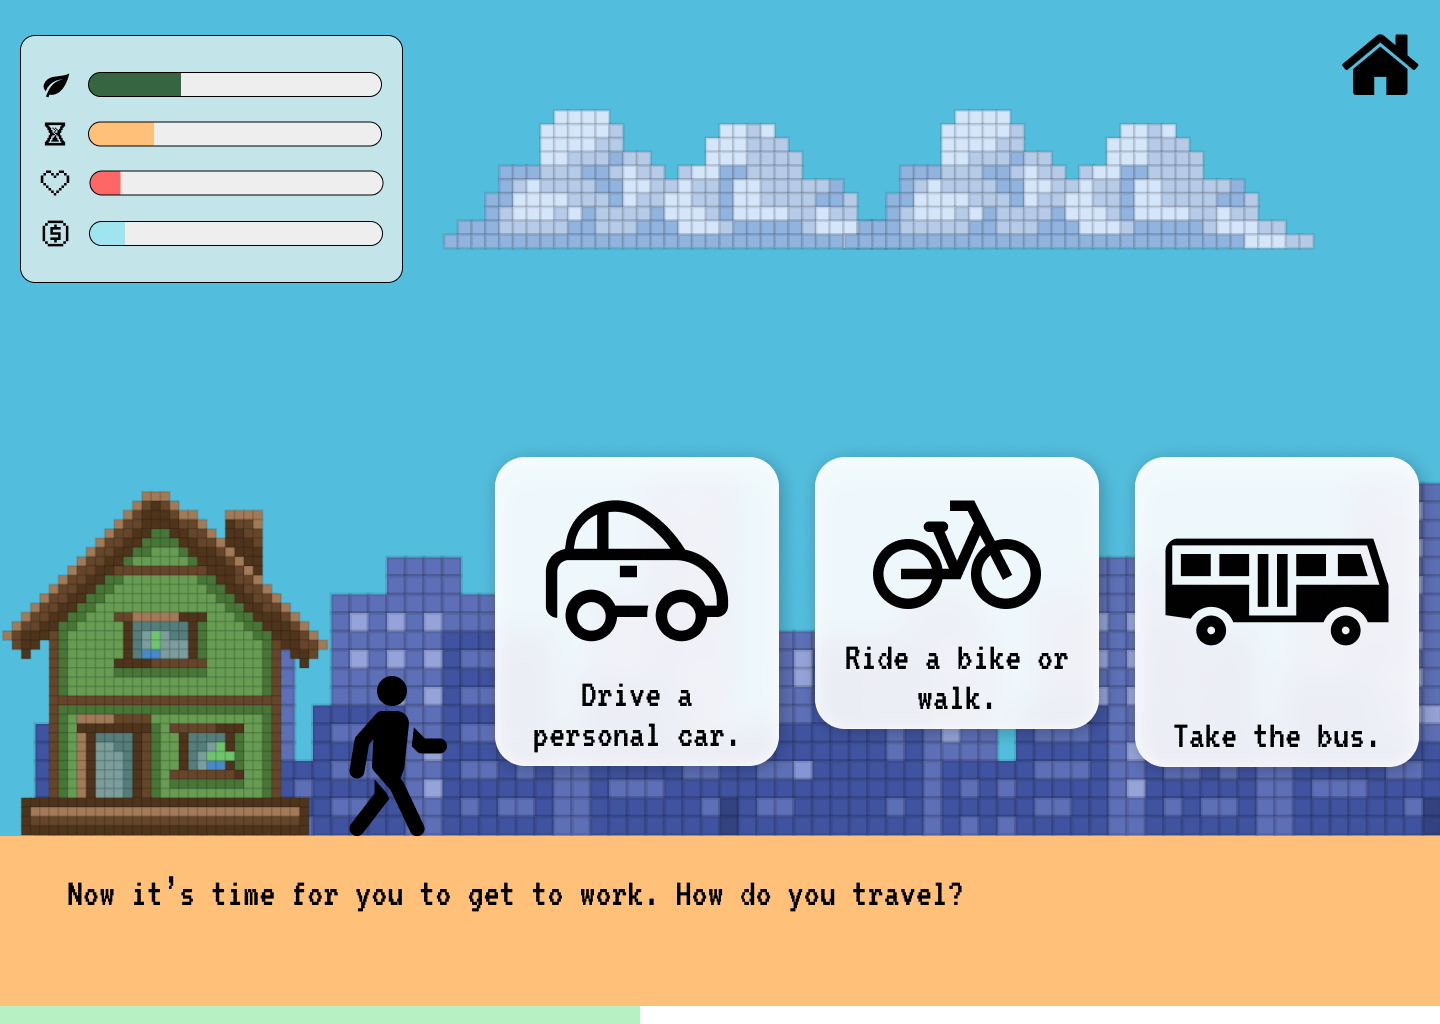 Drive a
personal car.
Ride a bike or
walk.
Take the bus.
Now it's time for you to get to work. How do you travel?